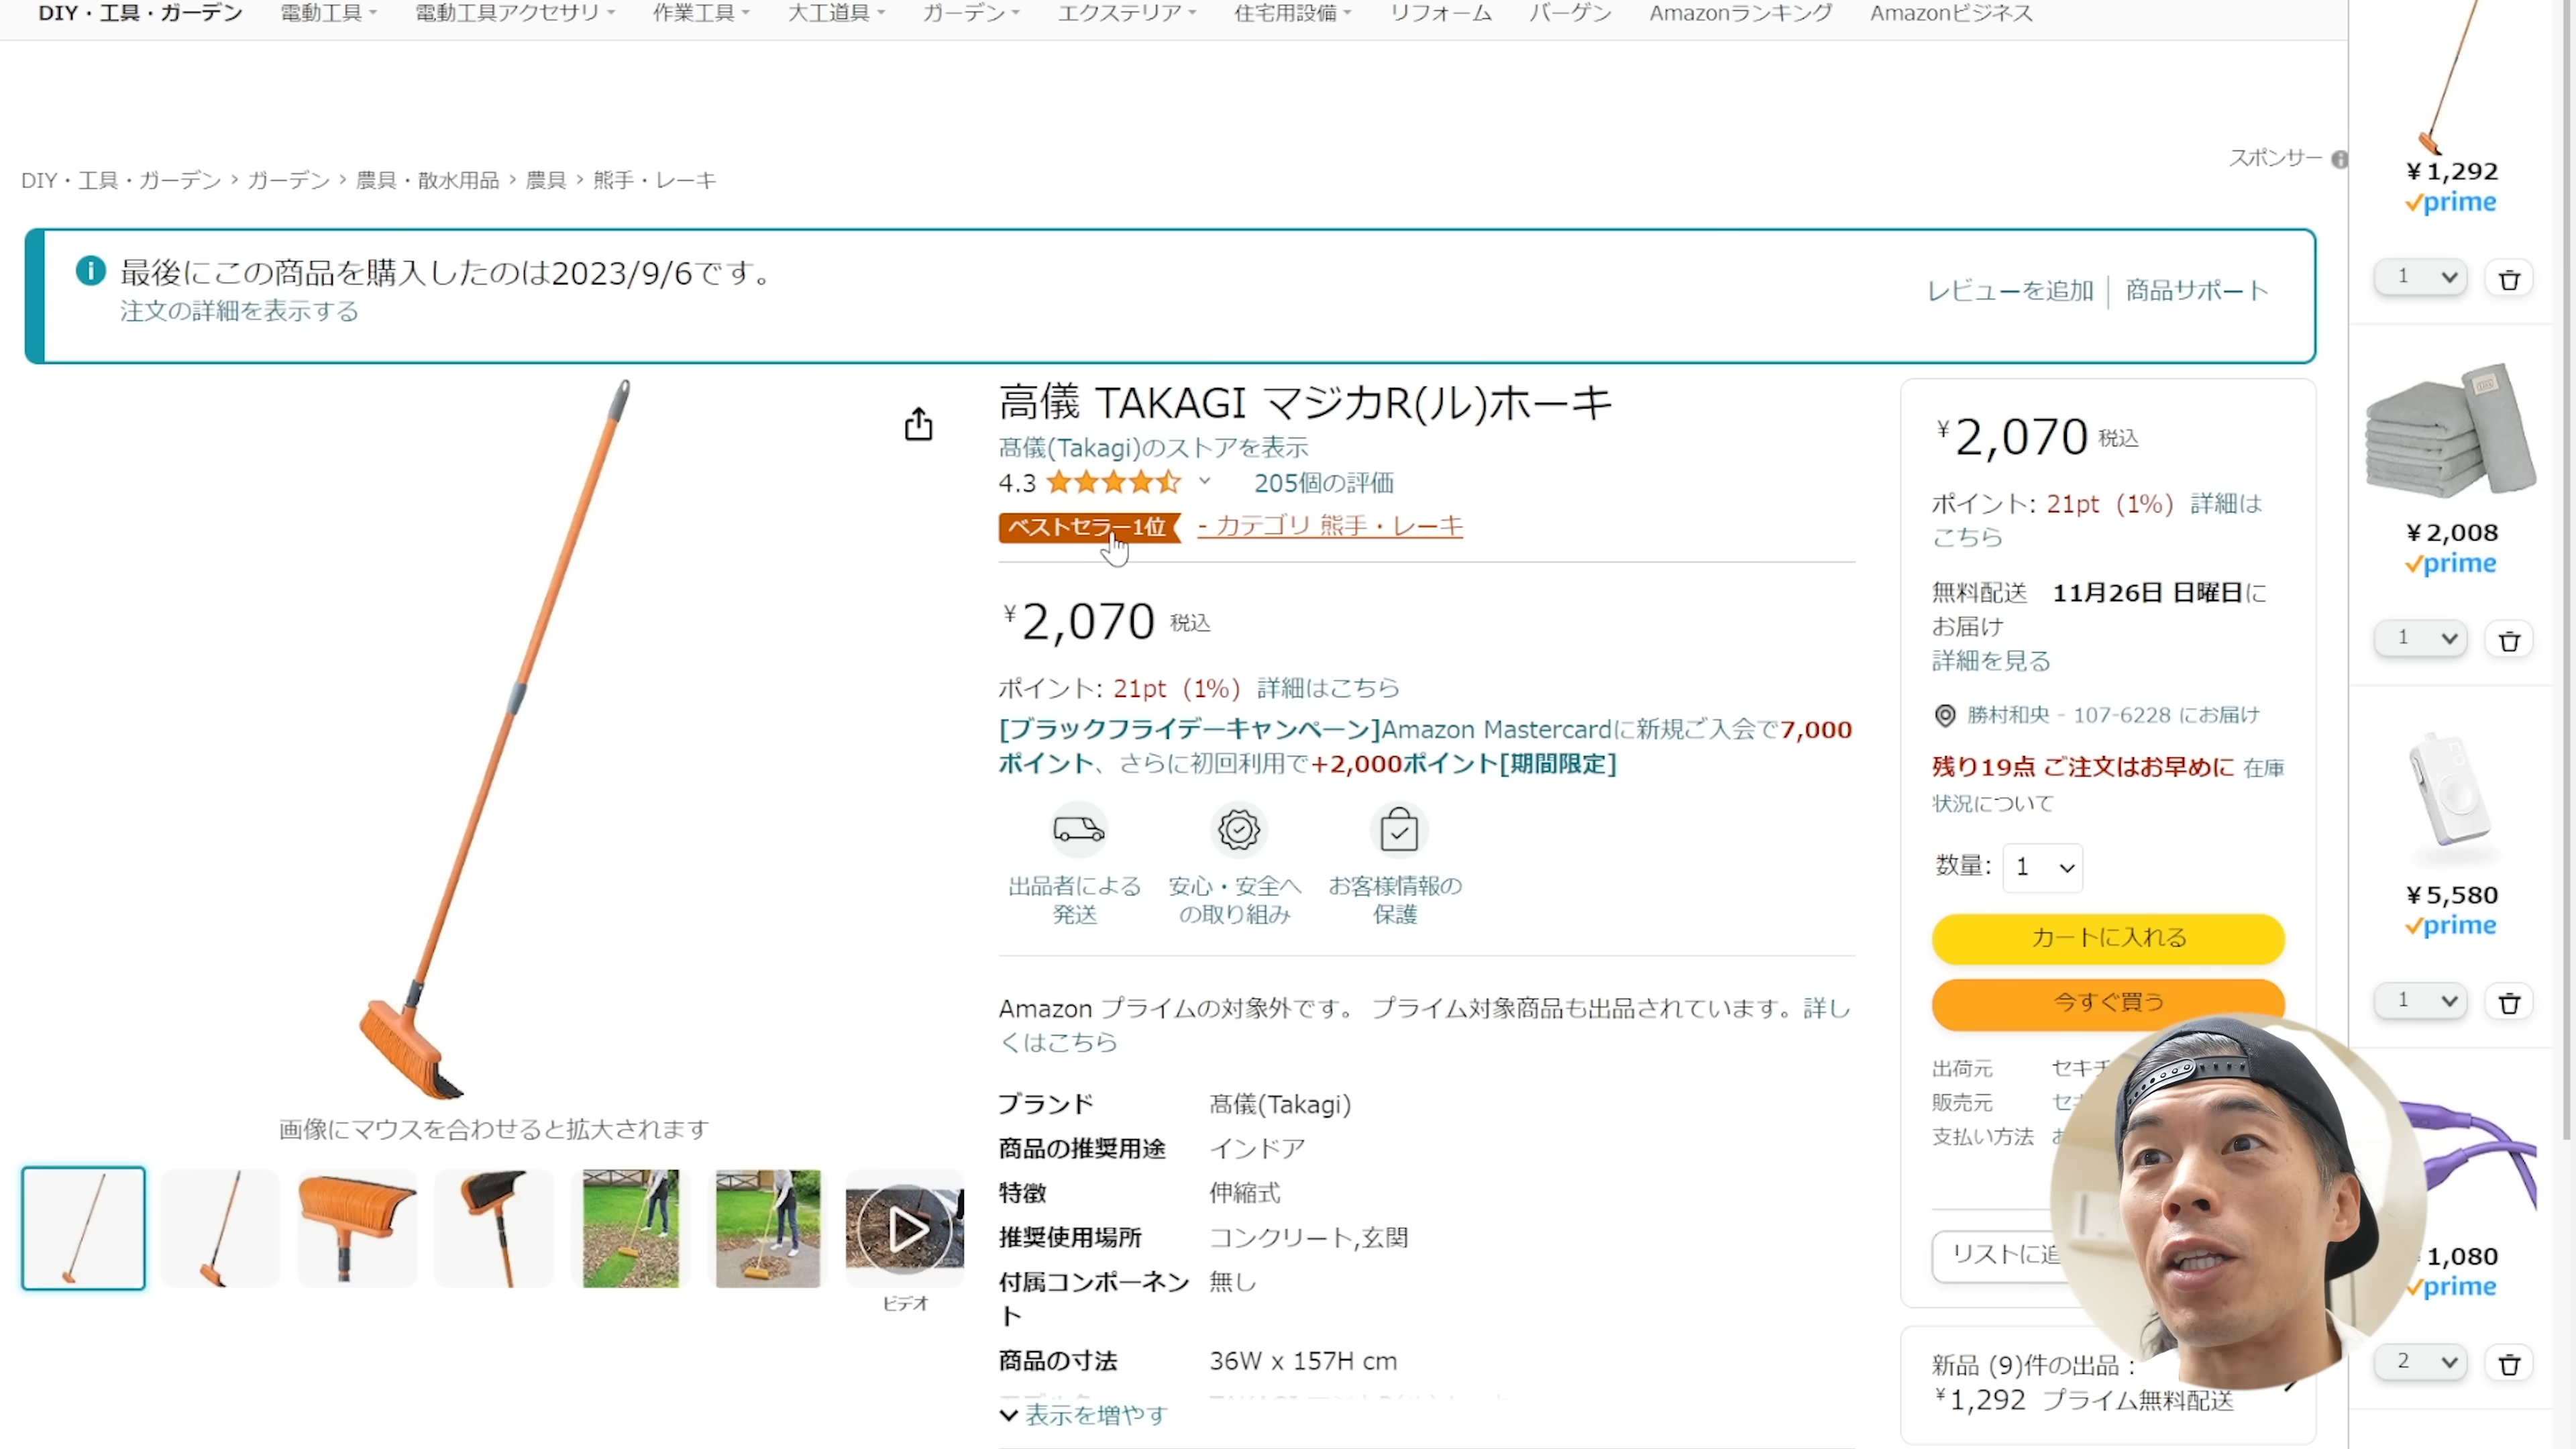 DIY・工具・ガーデン 電動工具 電動工具アクセサリ 作業工具 大工道具 ガーデン エクステリア 住宅用設備 リフォーム バーゲン Amazonランキング Amazonビジネス
スポンサー
DIY・工具・ガーデン › ガーデン › 農具・散水用品 › 農具 › 熊手・レーキ
最後にこの商品を購入したのは2023/9/6です。
注文の詳細を表示する
レビューを追加 商品サポート
高儀 TAKAGI マジカR(ル)ホーキ
髙儀(Takagi)のストアを表示
4.3 205個の評価
ベストセラー1位 - カテゴリ 熊手・レーキ
¥2,070 税込
ポイント: 21pt (1%) 詳細はこちら
[ブラックフライデーキャンペーン]Amazon Mastercardに新規ご入会で7,000
ポイント、さらに初回利用で+2,000ポイント[期間限定]
出品者による
発送
安心・安全へ
の取り組み
お客様情報の
保護
Amazon プライムの対象外です。 プライム対象商品も出品されています。詳し
くはこちら
ブランド 髙儀(Takagi)
商品の推奨用途 インドア
特徴 伸縮式
推奨使用場所 コンクリート,玄関
付属コンポーネン 無し
ト
商品の寸法 36W x 157H cm
表示を増やす
画像にマウスを合わせると拡大されます
ビデオ
¥2,070 税込
ポイント: 21pt (1%) 詳細は
こちら
無料配送 11月26日 日曜日に
お届け
詳細を見る
勝村和央 - 107-6228 にお届け
残り19点 ご注文はお早めに 在庫
状況について
数量: 1
カートに入れる
今すぐ買う
出荷元 セキチ
販売元 セキ
支払い方法 お
リストに追
新品 (9)件の出品：
¥1,292 プライム無料配送
¥1,292
prime
1
¥2,008
prime
1
¥5,580
prime
1
1,080
prime
2